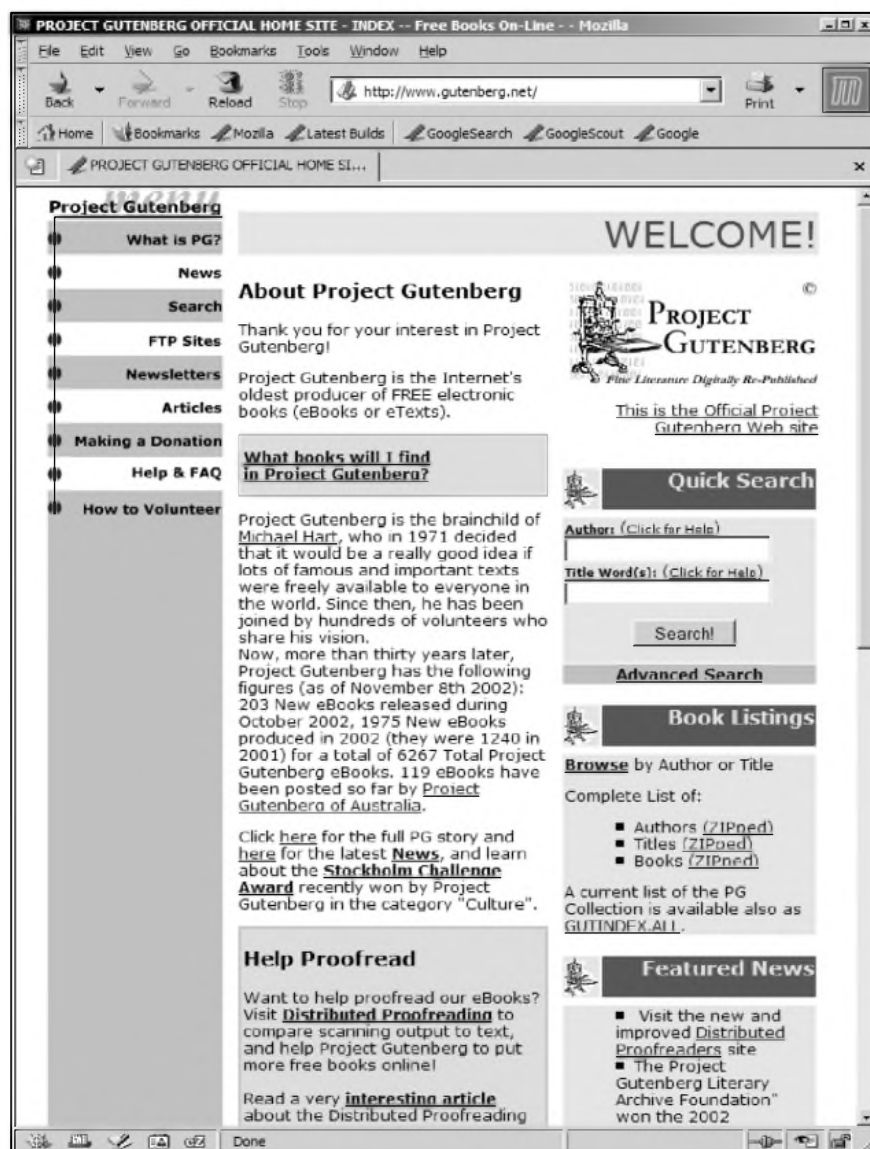 PROJECT GUTENBERG OFFICIAL HOME SITE - INDEX -- Free Books On-Line - - Mozilla
File Edit View Go Bookmarks Tools Window Help
Back Forward Reload Stop http://www.gutenberg.net/ Print
Home Bookmarks Mozilla Latest Builds GoogleSearch GoogleScout Google
PROJECT GUTENBERG OFFICIAL HOME SI...
menu
Project Gutenberg
What is PG?
News
Search
FTP Sites
Newsletters
Articles
Making a Donation
Help & FAQ
How to Volunteer
WELCOME!
About Project Gutenberg
Thank you for your interest in Project
Gutenberg!
Project Gutenberg is the Internet's
oldest producer of FREE electronic
books (eBooks or eTexts).
What books will I find
in Project Gutenberg?
Project Gutenberg is the brainchild of
Michael Hart, who in 1971 decided
that it would be a really good idea if
lots of famous and important texts
were freely available to everyone in
the world. Since then, he has been
joined by hundreds of volunteers who
share his vision.
Now, more than thirty years later,
Project Gutenberg has the following
figures (as of November 8th 2002):
203 New eBooks released during
October 2002, 1975 New eBooks
produced in 2002 (they were 1240 in
2001) for a total of 6267 Total Project
Gutenberg eBooks. 119 eBooks have
been posted so far by Project
Gutenberg of Australia.
Click here for the full PG story and
here for the latest News, and learn
about the Stockholm Challenge
Award recently won by Project
Gutenberg in the category "Culture".
Help Proofread
Want to help proofread our eBooks?
Visit Distributed Proofreading to
compare scanning output to text,
and help Project Gutenberg to put
more free books online!
Read a very interesting article
about the Distributed Proofreading
©
PROJECT
GUTENBERG
Fine Literature Digitally Re-Published
This is the Official Project
Gutenberg Web site
Quick Search
Author: (Click for Help)
Title Word(s): (Click for Help)
Search!
Advanced Search
Book Listings
Browse by Author or Title
Complete List of:
■ Authors (ZIPped)
■ Titles (ZIPped)
■ Books (ZIPped)
A current list of the PG
Collection is available also as
GUTINDEX.ALL.
Featured News
■ Visit the new and
improved Distributed
Proofreaders site
■ The Project
Gutenberg Literary
Archive Foundation"
won the 2002
Done